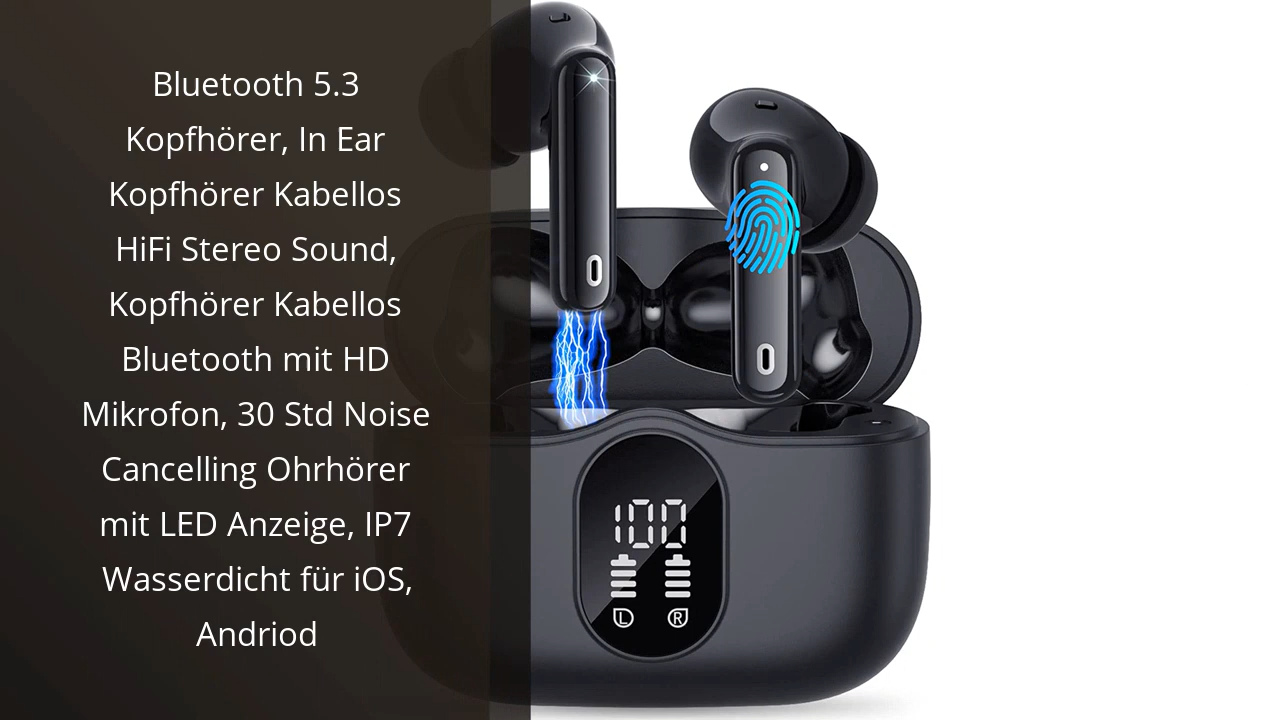 Bluetooth 5.3
Kopfhörer, In Ear
Kopfhörer Kabellos
HiFi Stereo Sound,
Kopfhörer Kabellos
Bluetooth mit HD
Mikrofon, 30 Std Noise
Cancelling Ohrhörer
mit LED Anzeige, IP7
Wasserdicht für iOS,
Andriod
100
L R